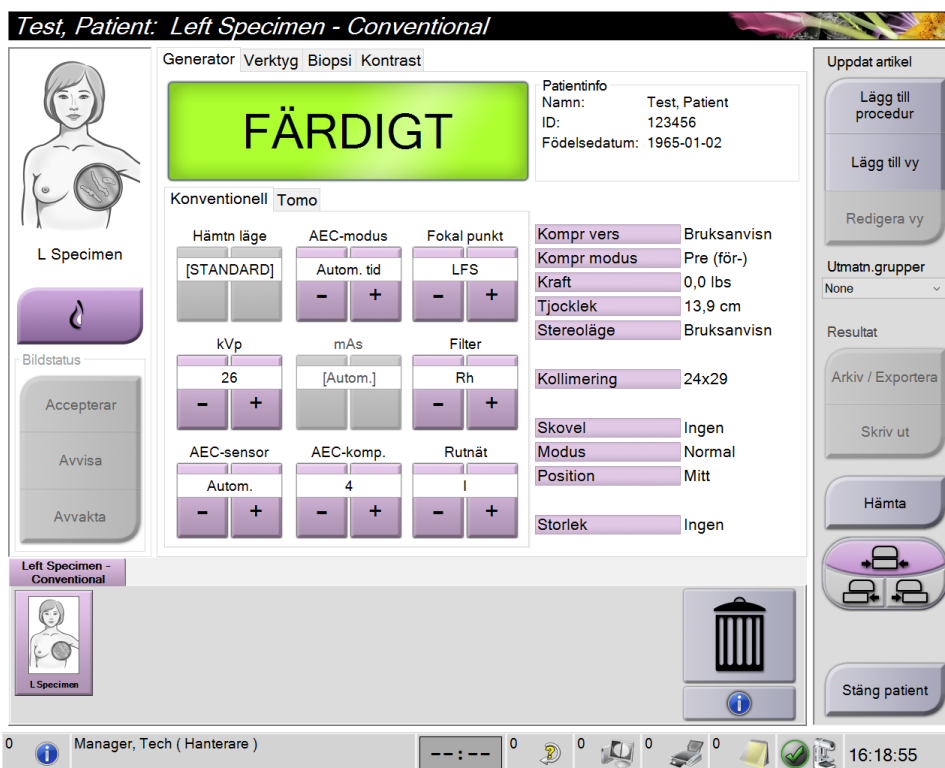 Test, Patient: Left Specimen - Conventional
L Specimen
Bildstatus
Accepterar
Avvisa
Avvakta
Generator Verktyg Biopsi Kontrast
FÄRDIGT
Patientinfo
Namn: Test, Patient
ID: 123456
Födelsedatum: 1965-01-02
Konventionell Tomo
Hämtn läge AEC-modus Fokal punkt
[STANDARD] Autom. tid LFS
- + - +
kVp mAs Filter
26 [Autom.] Rh
- + - +
AEC-sensor AEC-komp. Rutnät
Autom. 4 I
- + - + - +
Kompr vers Bruksanvisn
Kompr modus Pre (för-)
Kraft 0,0 lbs
Tjocklek 13,9 cm
Stereoläge Bruksanvisn
Kollimering 24x29
Skovel Ingen
Modus Normal
Position Mitt
Storlek Ingen
Uppdat artikel
Lägg till
procedur
Lägg till vy
Redigera vy
Utmatn.grupper
None
Resultat
Arkiv / Exportera
Skriv ut
Hämta
Stäng patient
Left Specimen -
Conventional
L Specimen
0 Manager, Tech ( Hanterare ) --:-- 0 0 0 0 16:18:55